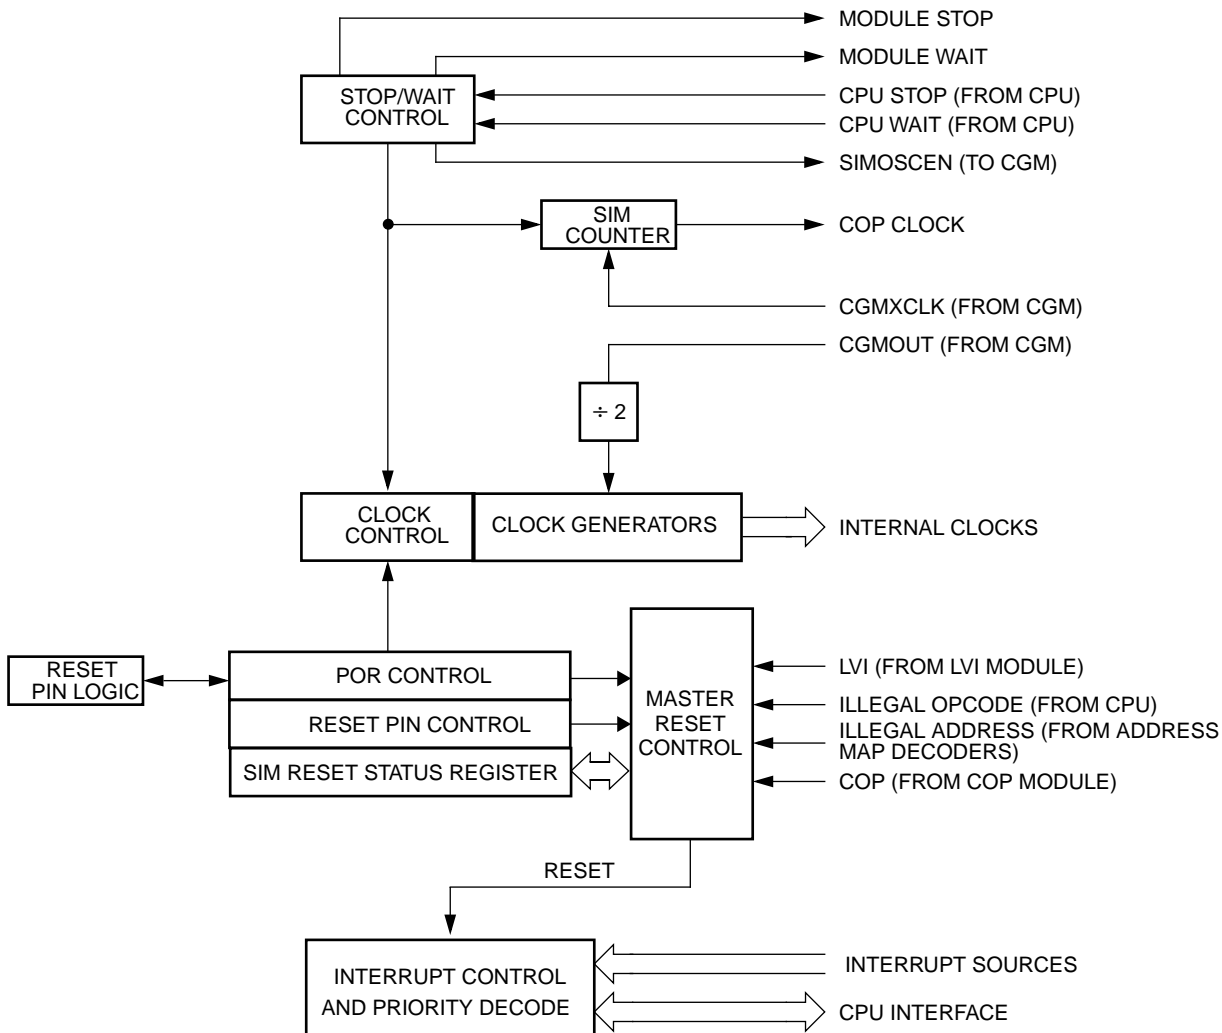 MODULE STOP
MODULE WAIT
STOP/WAIT
CONTROL
CPU STOP (FROM CPU)
CPU WAIT (FROM CPU)
SIMOSCEN (TO CGM)
SIM
COUNTER
COP CLOCK
CGMXCLK (FROM CGM)
CGMOUT (FROM CGM)
÷ 2
CLOCK
CONTROL
CLOCK GENERATORS
INTERNAL CLOCKS
RESET
PIN LOGIC
POR CONTROL
RESET PIN CONTROL
SIM RESET STATUS REGISTER
MASTER
RESET
CONTROL
LVI (FROM LVI MODULE)
ILLEGAL OPCODE (FROM CPU)
ILLEGAL ADDRESS (FROM ADDRESS
MAP DECODERS)
COP (FROM COP MODULE)
RESET
INTERRUPT CONTROL
AND PRIORITY DECODE
INTERRUPT SOURCES
CPU INTERFACE